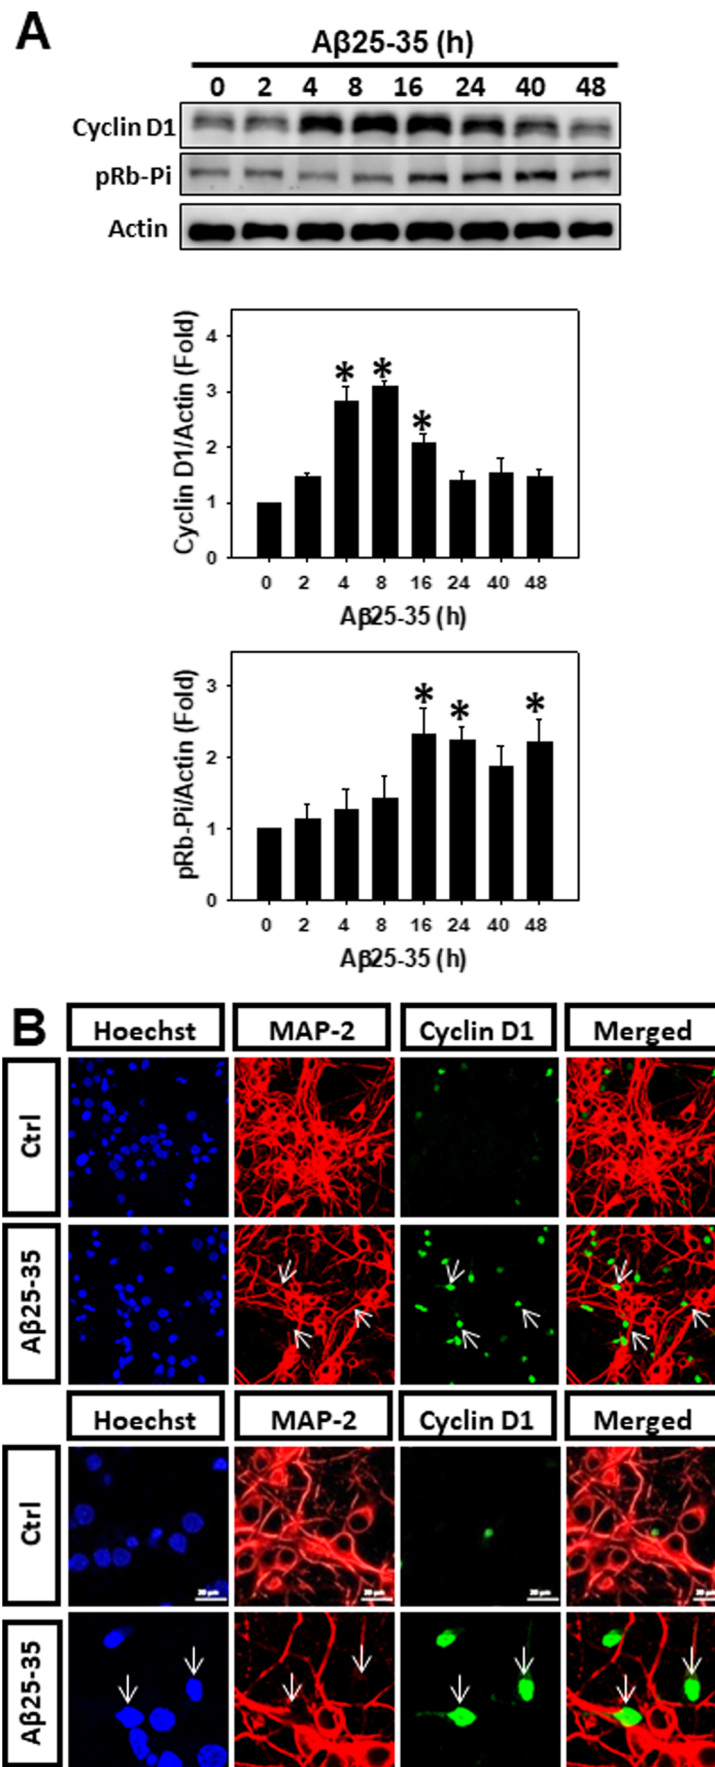 A
Aβ25-35 (h)
0 2 4 8 16 24 40 48
Cyclin D1
pRb-Pi
Actin
Cyclin D1/Actin (Fold)
4
3
2
1
0
* * *
0 2 4 8 16 24 40 48
Aβ25-35 (h)
pRb-Pi/Actin (Fold)
3
2
1
0
* * *
0 2 4 8 16 24 40 48
Aβ25-35 (h)
B
Hoechst MAP-2 Cyclin D1 Merged
Ctrl
Aβ25-35
Hoechst MAP-2 Cyclin D1 Merged
Ctrl
Aβ25-35